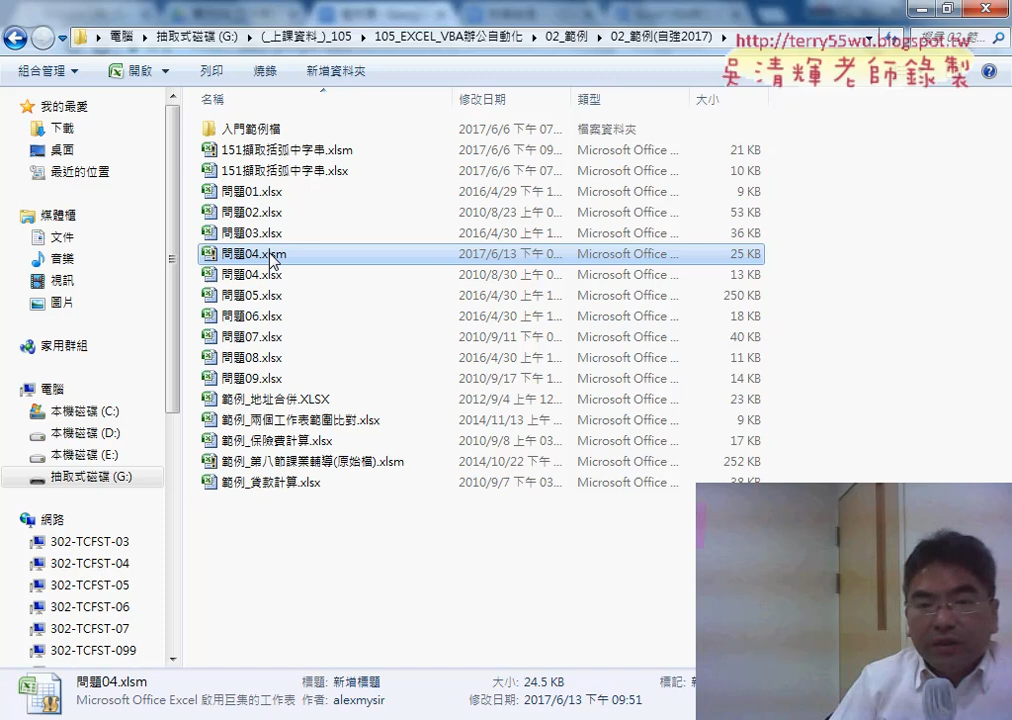 電腦 ▸ 抽取式磁碟 (G:) ▸ (_上課資料)_105 ▸ 105_EXCEL_VBA辦公自動化 ▸ 02_範例 ▸ 02_範例(自強2017) ▸
http://terry55wu.blogspot.tw
吳清輝老師錄製
組合管理 開啟 列印 燒錄 新增資料夾
名稱 修改日期 類型 大小
我的最愛
下載
桌面
最近的位置
媒體櫃
文件
音樂
視訊
圖片
家用群組
電腦
本機磁碟 (C:)
本機磁碟 (D:)
本機磁碟 (E:)
抽取式磁碟 (G:)
網路
302-TCFST-03
302-TCFST-04
302-TCFST-05
302-TCFST-06
302-TCFST-07
302-TCFST-099
入門範例檔 2017/6/6 下午 07... 檔案資料夾
151擷取括弧中字串.xlsm 2017/6/6 下午 09... Microsoft Office ... 21 KB
151擷取括弧中字串.xlsx 2017/6/6 下午 07... Microsoft Office ... 10 KB
問題01.xlsx 2016/4/29 下午 1... Microsoft Office ... 9 KB
問題02.xlsx 2010/8/23 上午 0... Microsoft Office ... 53 KB
問題03.xlsx 2016/4/30 上午 1... Microsoft Office ... 36 KB
問題04.xlsm 2017/6/13 下午 0... Microsoft Office ... 25 KB
問題04.xlsx 2010/8/30 上午 0... Microsoft Office ... 13 KB
問題05.xlsx 2016/4/30 上午 1... Microsoft Office ... 250 KB
問題06.xlsx 2016/4/30 上午 1... Microsoft Office ... 18 KB
問題07.xlsx 2010/9/11 下午 0... Microsoft Office ... 40 KB
問題08.xlsx 2016/4/30 上午 1... Microsoft Office ... 11 KB
問題09.xlsx 2010/9/17 上午 1... Microsoft Office ... 14 KB
範例_地址合併.XLSX 2012/9/4 上午 12... Microsoft Office ... 23 KB
範例_兩個工作表範圍比對.xlsx 2014/11/13 上午 ... Microsoft Office ... 9 KB
範例_保險費計算.xlsx 2010/9/8 上午 03... Microsoft Office ... 17 KB
範例_第八節課業輔導(原始檔).xlsm 2014/10/22 下午 ... Microsoft Office ... 252 KB
範例_貸款計算.xlsx 2010/9/7 下午 03... Microsoft Office ... 38 KB
問題04.xlsm 標題: 新增標題 大小: 24.5 KB 標記:
Microsoft Office Excel 啟用巨集的工作表 作者: alexmysir 修改日期: 2017/6/13 下午 09:51